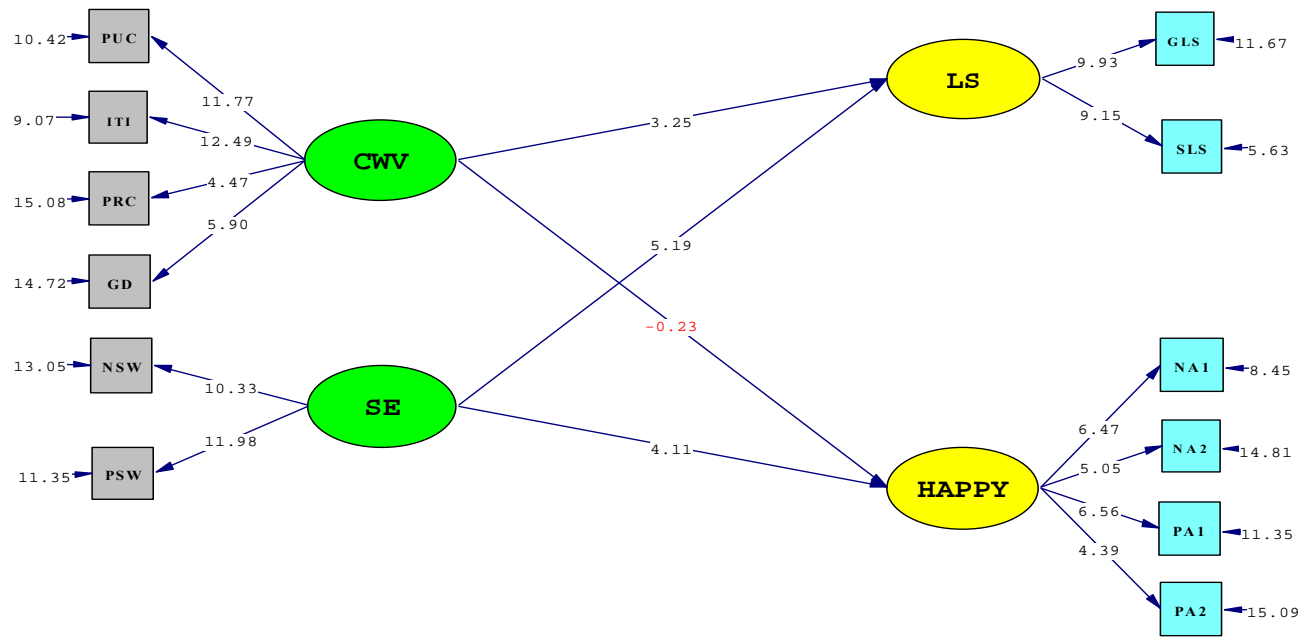 10.42
PUC
11.77
9.07
ITI
12.49
15.08
PRC
4.47
14.72
GD
5.90
13.05
NSW
10.33
11.35
PSW
11.98
CWV
SE
3.25
5.19
-0.23
4.11
LS
HAPPY
9.93
GLS
11.67
9.15
SLS
5.63
6.47
NA1
8.45
5.05
NA2
14.81
6.56
PA1
11.35
4.39
PA2
15.09